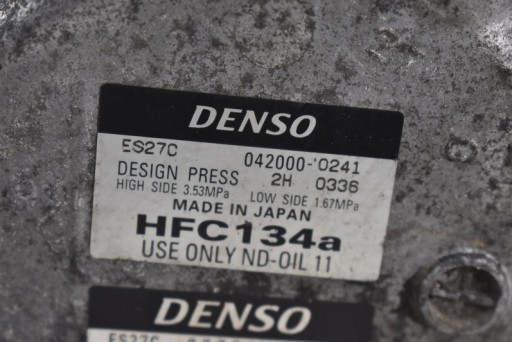 DENSO
ES27C 042000-0241
DESIGN PRESS 2H 0336
HIGH SIDE 3.53MPa LOW SIDE 1.67MPa
MADE IN JAPAN
HFC134a
USE ONLY ND-OIL 11
DENSO
ES27C